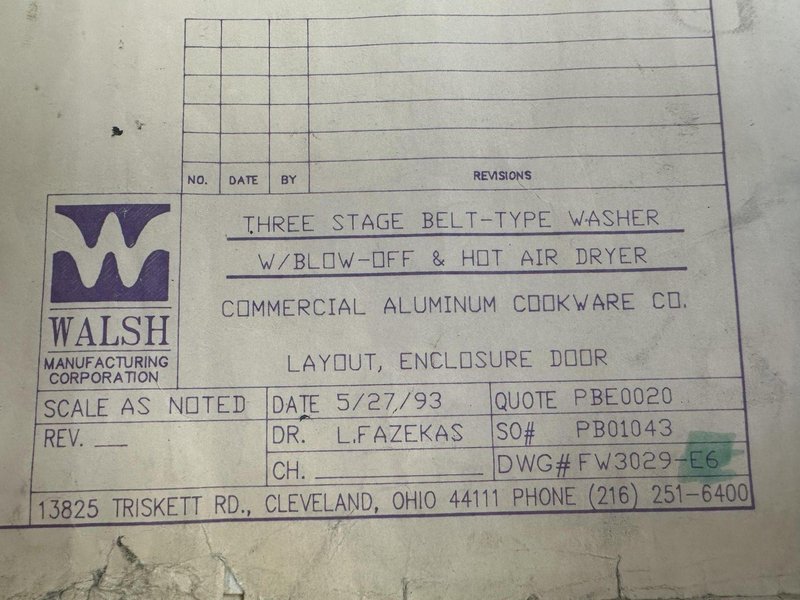 NO. DATE BY REVISIONS
THREE STAGE BELT-TYPE WASHER
W/BLOW-OFF & HOT AIR DRYER
COMMERCIAL ALUMINUM COOKWARE CO.
LAYOUT, ENCLOSURE DOOR
WALSH
MANUFACTURING
CORPORATION
SCALE AS NOTED DATE 5/27/93 QUOTE PBE0020
REV. __ DR. L.FAZEKAS SO# PB01043
CH. ____________ DWG# FW3029-E6
13825 TRISKETT RD., CLEVELAND, OHIO 44111 PHONE (216) 251-6400